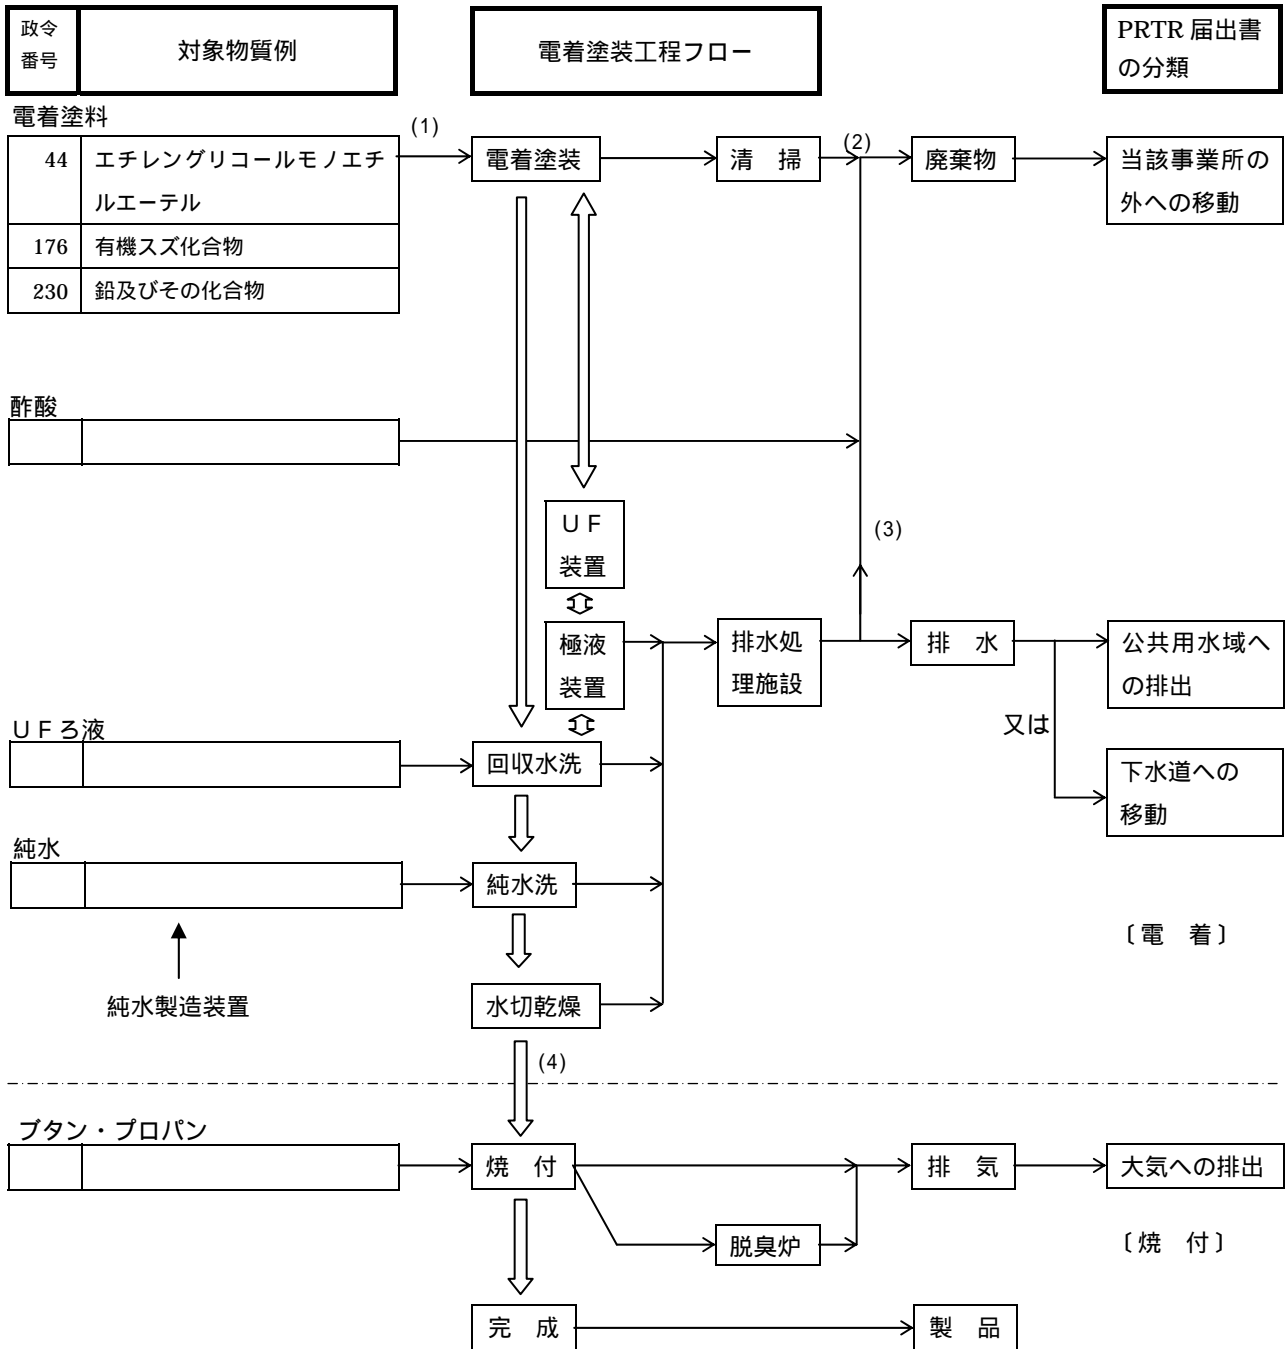 政令
番号
対象物質例
電着塗装工程フロー
PRTR 届出書
の分類
電着塗料
44
エチレングリコールモノエチ
ルエーテル
176
有機スズ化合物
230
鉛及びその化合物
(1)
電着塗装
清　掃
(2)
廃棄物
当該事業所の
外への移動
酢酸
ＵＦ
装置
(3)
極液
装置
排水処
理施設
排　水
公共用水域へ
の排出
又は
下水道への
移動
ＵＦろ液
回収水洗
純水
純水洗
〔電　着〕
純水製造装置
水切乾燥
(4)
ブタン・プロパン
焼　付
排　気
大気への排出
脱臭炉
〔焼　付〕
完　成
製　品